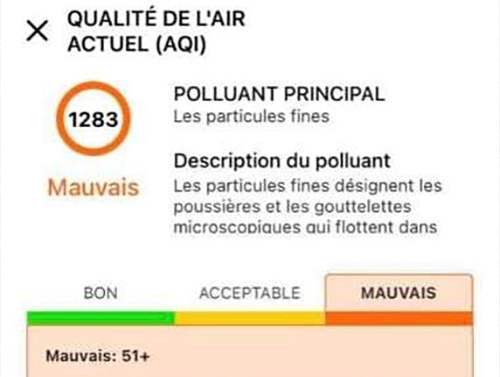 QUALITÉ DE L'AIR
ACTUEL (AQI)
1283
Mauvais
POLLUANT PRINCIPAL
Les particules fines
Description du polluant
Les particules fines désignent les
poussières et les gouttelettes
microscopiques qui flottent dans
BON
ACCEPTABLE
MAUVAIS
Mauvais: 51+